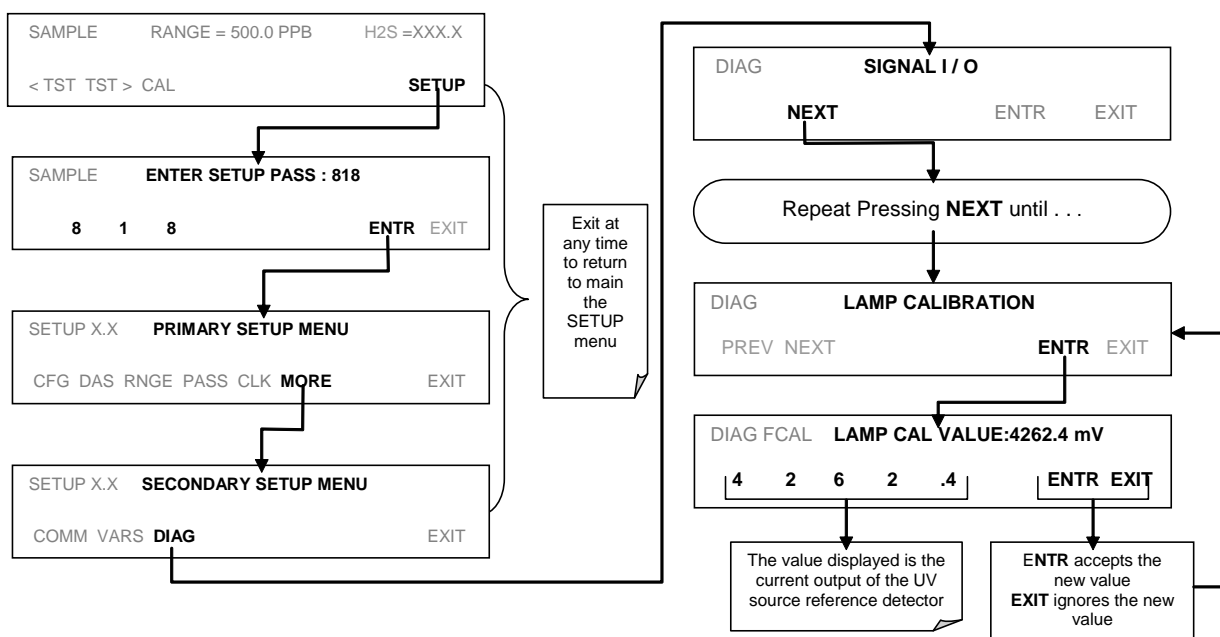 SAMPLE RANGE = 500.0 PPB H2S =XXX.X
< TST TST > CAL SETUP
SAMPLE ENTER SETUP PASS : 818
8 1 8 ENTR EXIT
SETUP X.X PRIMARY SETUP MENU
CFG DAS RNGE PASS CLK MORE EXIT
SETUP X.X SECONDARY SETUP MENU
COMM VARS DIAG EXIT
Exit at
any time
to return
to main
the
SETUP
menu
DIAG SIGNAL I / O
NEXT ENTR EXIT
Repeat Pressing NEXT until . . .
DIAG LAMP CALIBRATION
PREV NEXT ENTR EXIT
DIAG FCAL LAMP CAL VALUE:4262.4 mV
4 2 6 2 .4 ENTR EXIT
The value displayed is the
current output of the UV
source reference detector
ENTR accepts the
new value
EXIT ignores the new
value